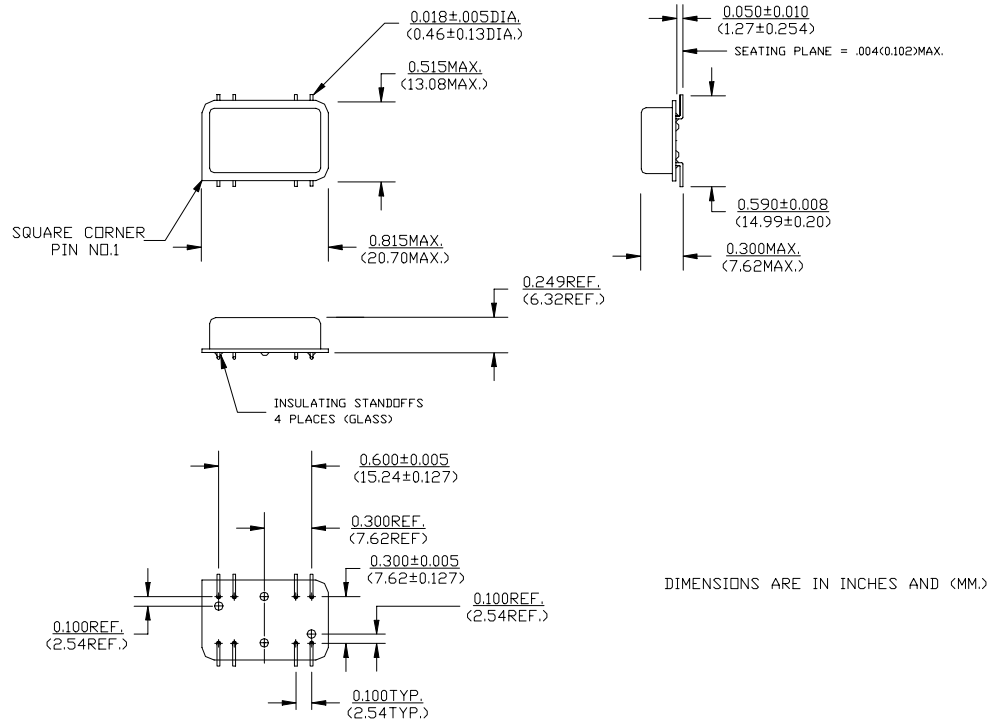 0.018±.005DIA.
(0.46±0.13DIA.)
0.515MAX.
(13.08MAX.)
SQUARE CORNER
PIN NO.1
0.815MAX.
(20.70MAX.)
0.050±0.010
(1.27±0.254)
SEATING PLANE = .004(0.102)MAX.
0.590±0.008
(14.99±0.20)
0.300MAX.
(7.62MAX.)
0.249REF.
(6.32REF.)
INSULATING STANDOFFS
4 PLACES (GLASS)
0.600±0.005
(15.24±0.127)
0.300REF.
(7.62REF)
0.300±0.005
(7.62±0.127)
0.100REF.
(2.54REF.)
0.100REF.
(2.54REF.)
0.100TYP.
(2.54TYP.)
DIMENSIONS ARE IN INCHES AND (MM.)